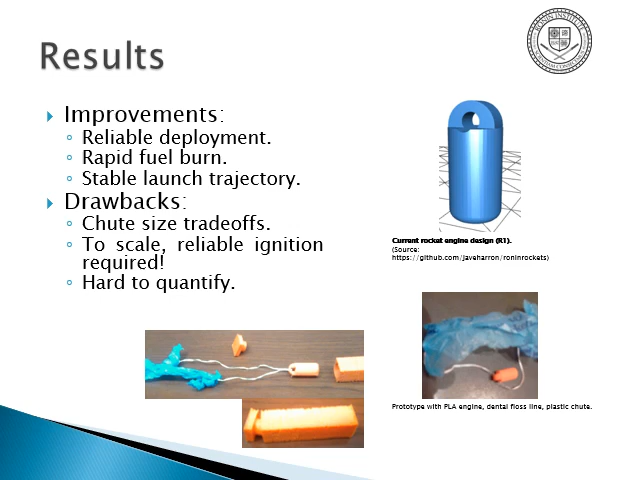 RONIN INSTITUTE
Results
Improvements:
Reliable deployment.
Rapid fuel burn.
Stable launch trajectory.
Drawbacks:
Chute size tradeoffs.
To scale, reliable ignition
required!
Hard to quantify.
Current rocket engine design (R1).
(Source:
https://github.com/javeharron/roninrockets)
Prototype with PLA engine, dental floss line, plastic chute.